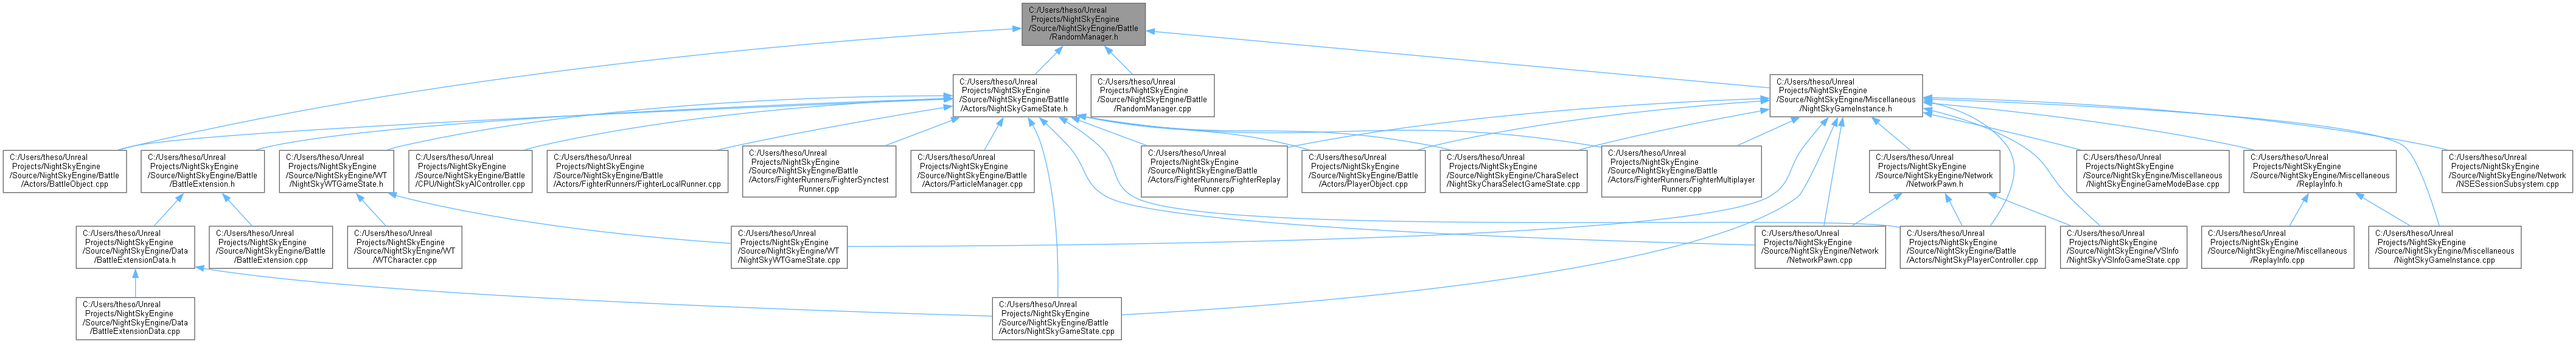 C:/Users/theso/Unreal
Projects/NightSkyEngine
/Source/NightSkyEngine/Battle
/RandomManager.h
C:/Users/theso/Unreal
Projects/NightSkyEngine
/Source/NightSkyEngine/Battle
/Actors/NightSkyGameState.h
C:/Users/theso/Unreal
Projects/NightSkyEngine
/Source/NightSkyEngine/Battle
/RandomManager.cpp
C:/Users/theso/Unreal
Projects/NightSkyEngine
/Source/NightSkyEngine/Miscellaneous
/NightSkyGameInstance.h
C:/Users/theso/Unreal
Projects/NightSkyEngine
/Source/NightSkyEngine/Battle
/Actors/BattleObject.cpp
C:/Users/theso/Unreal
Projects/NightSkyEngine
/Source/NightSkyEngine/Battle
/BattleExtension.h
C:/Users/theso/Unreal
Projects/NightSkyEngine
/Source/NightSkyEngine/WT
/NightSkyWTGameState.h
C:/Users/theso/Unreal
Projects/NightSkyEngine
/Source/NightSkyEngine/Battle
/CPU/NightSkyAIController.cpp
C:/Users/theso/Unreal
Projects/NightSkyEngine
/Source/NightSkyEngine/Battle
/Actors/FighterRunners/FighterLocalRunner.cpp
C:/Users/theso/Unreal
Projects/NightSkyEngine
/Source/NightSkyEngine/Battle
/Actors/FighterRunners/FighterSynctest
Runner.cpp
C:/Users/theso/Unreal
Projects/NightSkyEngine
/Source/NightSkyEngine/Battle
/Actors/ParticleManager.cpp
C:/Users/theso/Unreal
Projects/NightSkyEngine
/Source/NightSkyEngine/Battle
/Actors/FighterRunners/FighterReplay
Runner.cpp
C:/Users/theso/Unreal
Projects/NightSkyEngine
/Source/NightSkyEngine/Battle
/Actors/PlayerObject.cpp
C:/Users/theso/Unreal
Projects/NightSkyEngine
/Source/NightSkyEngine/CharaSelect
/NightSkyCharaSelectGameState.cpp
C:/Users/theso/Unreal
Projects/NightSkyEngine
/Source/NightSkyEngine/Battle
/Actors/FighterRunners/FighterMultiplayer
Runner.cpp
C:/Users/theso/Unreal
Projects/NightSkyEngine
/Source/NightSkyEngine/Network
/NetworkPawn.h
C:/Users/theso/Unreal
Projects/NightSkyEngine
/Source/NightSkyEngine/Miscellaneous
/NightSkyEngineGameModeBase.cpp
C:/Users/theso/Unreal
Projects/NightSkyEngine
/Source/NightSkyEngine/Miscellaneous
/ReplayInfo.h
C:/Users/theso/Unreal
Projects/NightSkyEngine
/Source/NightSkyEngine/Network
/NSESessionSubsystem.cpp
C:/Users/theso/Unreal
Projects/NightSkyEngine
/Source/NightSkyEngine/Data
/BattleExtensionData.h
C:/Users/theso/Unreal
Projects/NightSkyEngine
/Source/NightSkyEngine/Battle
/BattleExtension.cpp
C:/Users/theso/Unreal
Projects/NightSkyEngine
/Source/NightSkyEngine/WT
/WTCharacter.cpp
C:/Users/theso/Unreal
Projects/NightSkyEngine
/Source/NightSkyEngine/WT
/NightSkyWTGameState.cpp
C:/Users/theso/Unreal
Projects/NightSkyEngine
/Source/NightSkyEngine/Network
/NetworkPawn.cpp
C:/Users/theso/Unreal
Projects/NightSkyEngine
/Source/NightSkyEngine/Battle
/Actors/NightSkyPlayerController.cpp
C:/Users/theso/Unreal
Projects/NightSkyEngine
/Source/NightSkyEngine/VSInfo
/NightSkyVSInfoGameState.cpp
C:/Users/theso/Unreal
Projects/NightSkyEngine
/Source/NightSkyEngine/Miscellaneous
/ReplayInfo.cpp
C:/Users/theso/Unreal
Projects/NightSkyEngine
/Source/NightSkyEngine/Miscellaneous
/NightSkyGameInstance.cpp
C:/Users/theso/Unreal
Projects/NightSkyEngine
/Source/NightSkyEngine/Data
/BattleExtensionData.cpp
C:/Users/theso/Unreal
Projects/NightSkyEngine
/Source/NightSkyEngine/Battle
/Actors/NightSkyGameState.cpp